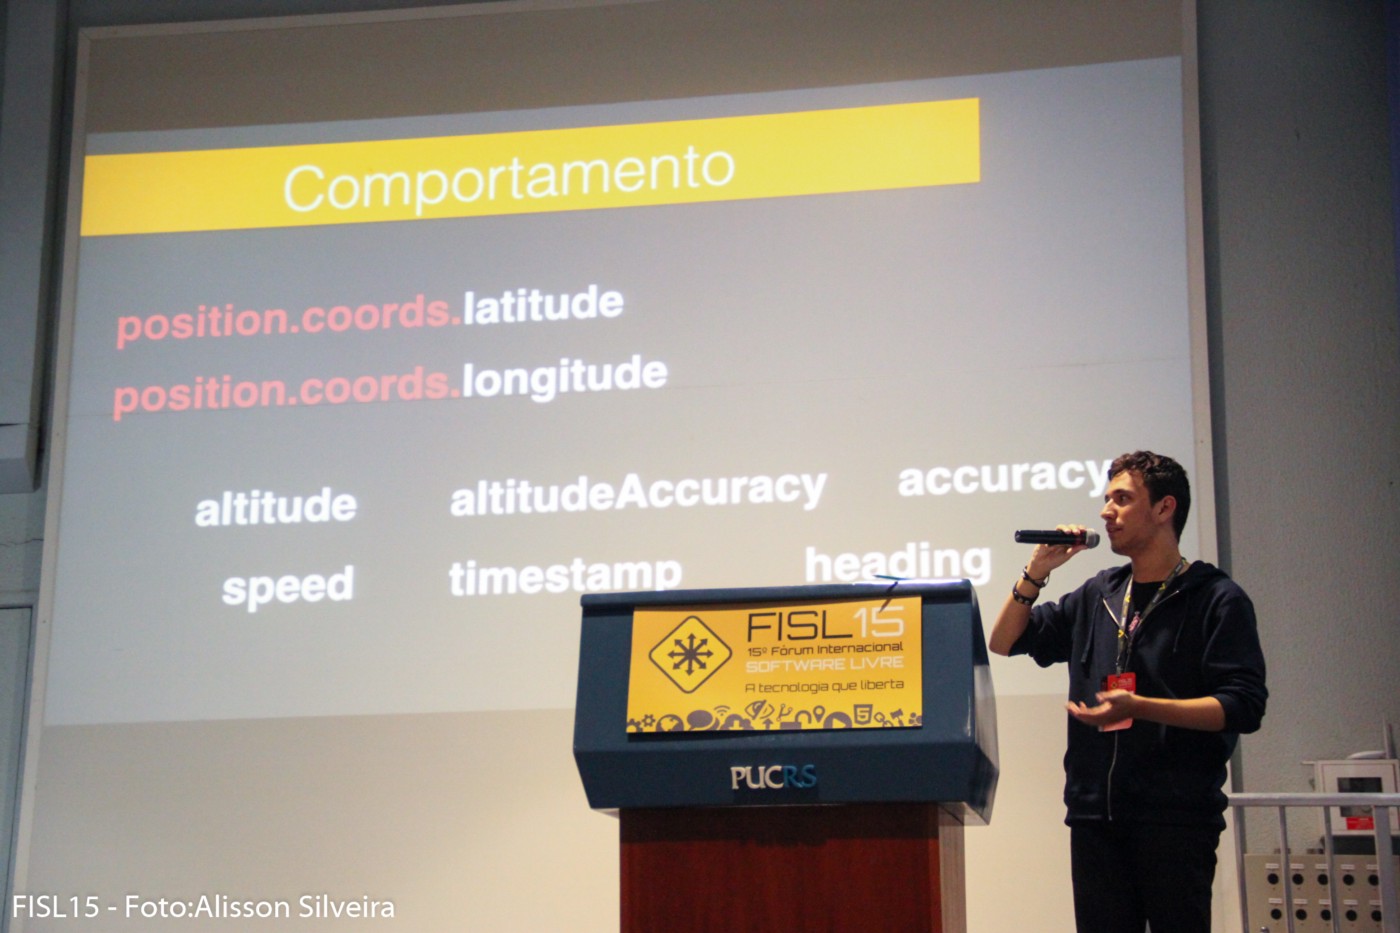 Comportamento
position.coords.latitude
position.coords.longitude
altitude altitudeAccuracy accuracy
speed timestamp heading
FISL15
15º Fórum Internacional
SOFTWARE LIVRE
A tecnologia que liberta
PUCRS
FISL15 - Foto:Alisson Silveira